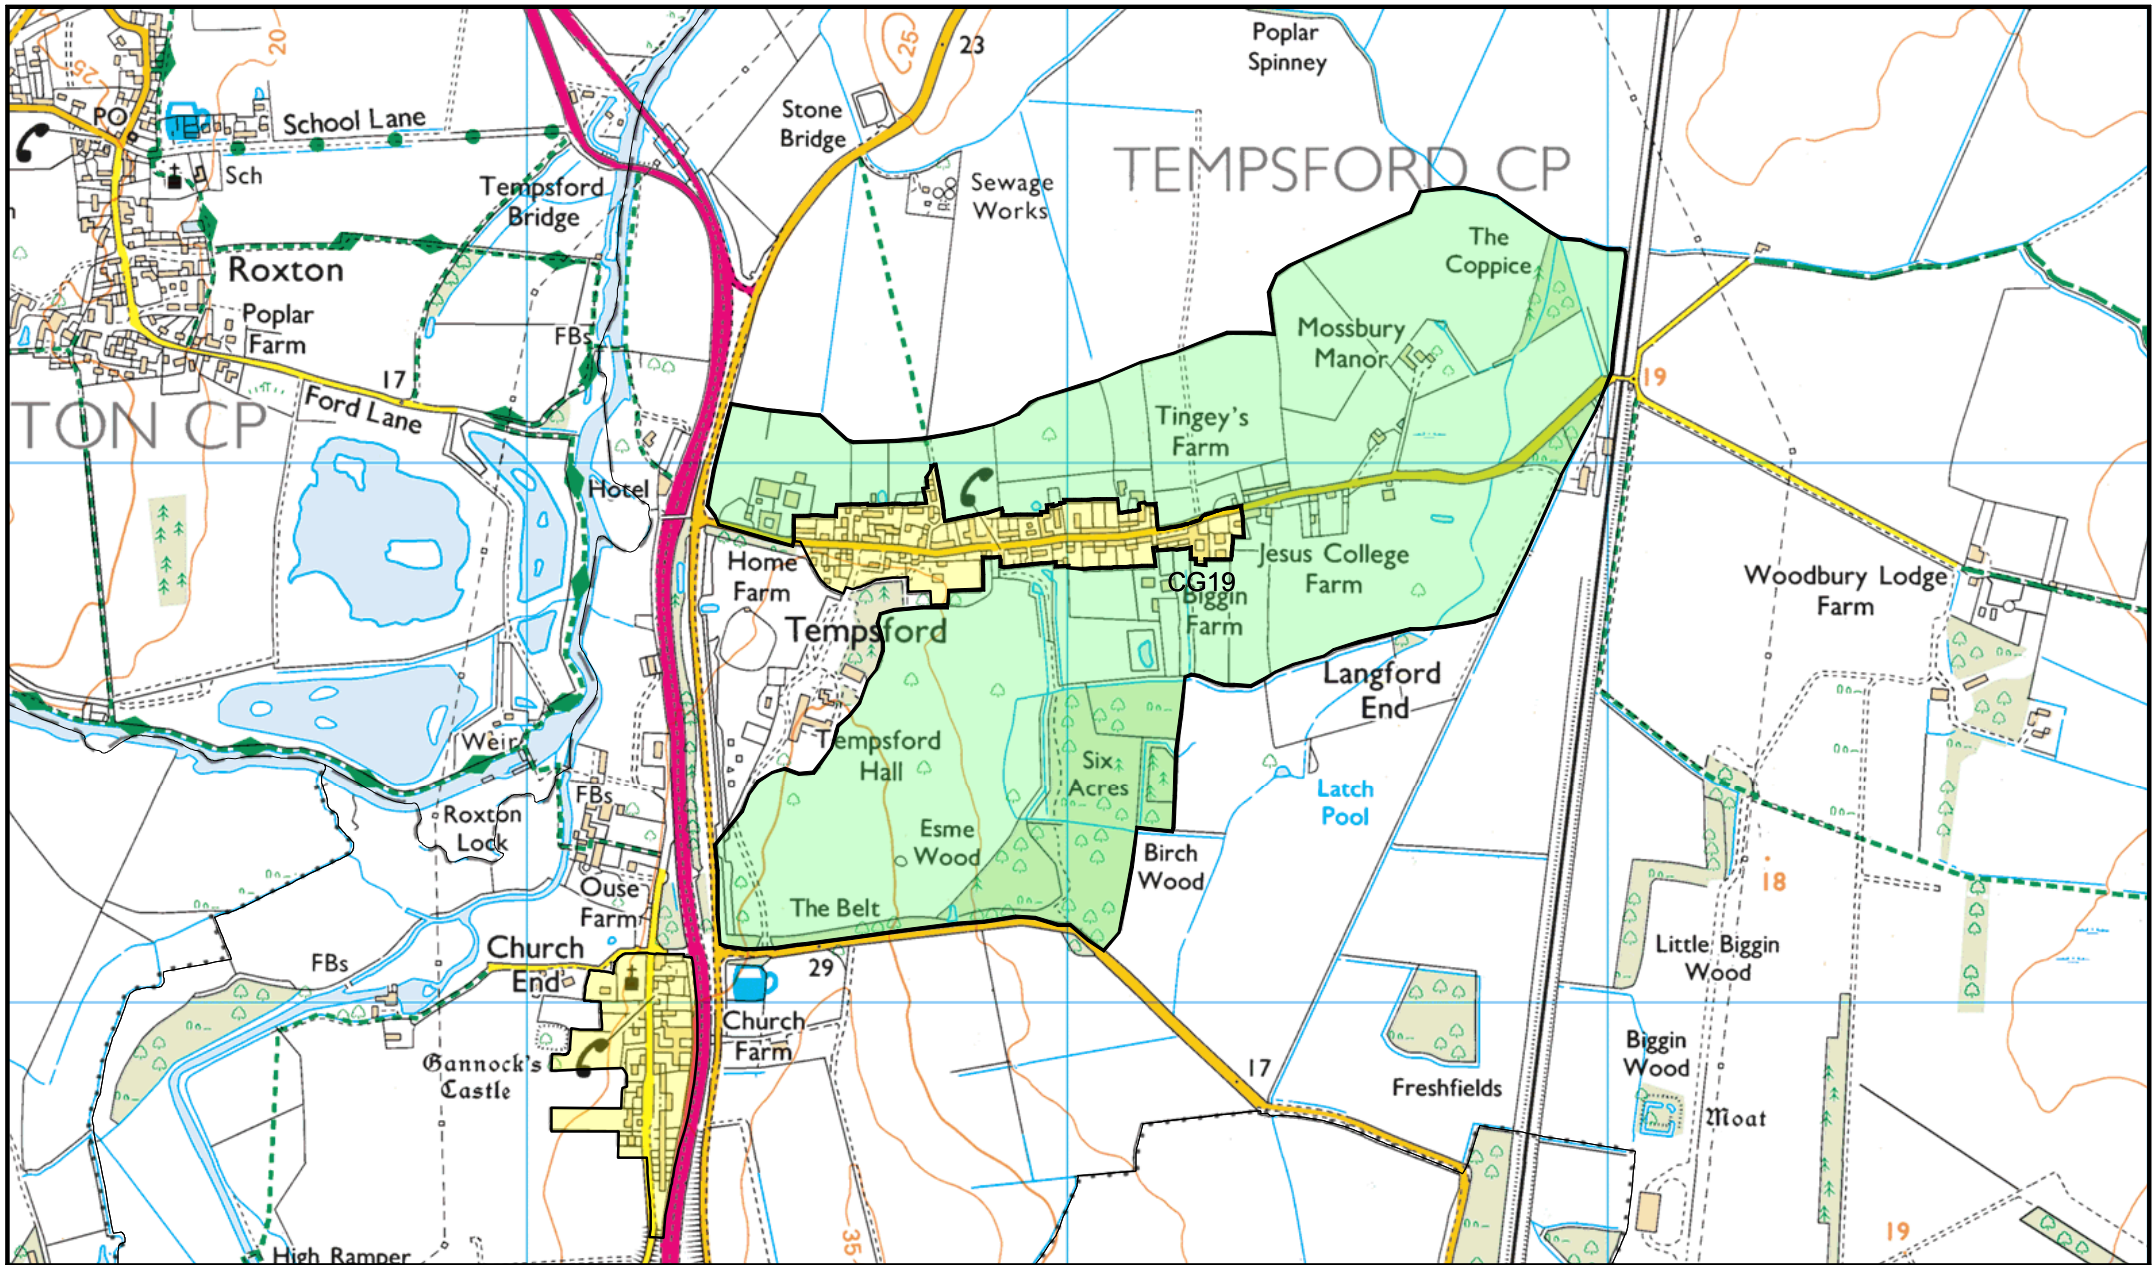 23
25
20
25
Poplar
Spinney
PO
School Lane
Stone
Bridge
TEMPSFORD CP
Sch
Tempsford
Bridge
Sewage
Works
The
Coppice
Roxton
Poplar
Farm
FBs
Mossbury
Manor
17
Ford Lane
19
TON CP
Tingey's
Farm
Hotel
Home
Farm
CG19
Jesus College
Farm
Biggin
Farm
Woodbury Lodge
Farm
Tempsford
Langford
End
Weir
Tempsford
Hall
Six
Acres
Latch
Pool
Roxton
Lock
FBs
Esme
Wood
Birch
Wood
18
Ouse
Farm
The Belt
Church
End
FBs
29
Little Biggin
Wood
Church
Farm
Gannock's
Castle
17
Freshfields
Biggin
Wood
Moat
35
19
High Ramper